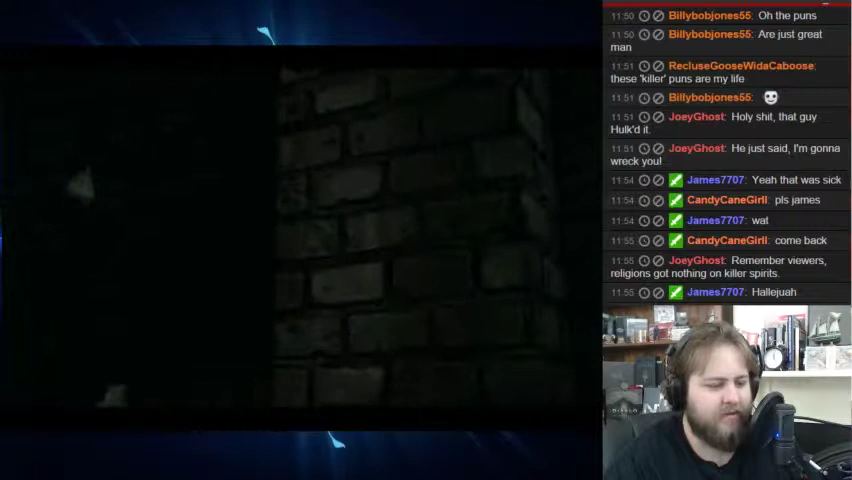 11:50 Billybobjones55: Oh the puns
11:50 Billybobjones55: Are just great
man
11:51 RecluseGooseWidaCaboose:
these 'killer' puns are my life
11:51 Billybobjones55:
11:51 JoeyGhost: Holy shit, that guy
Hulk'd it.
11:51 JoeyGhost: He just said, I'm gonna
wreck you!
11:54 James7707: Yeah that was sick
11:54 CandyCaneGirll: pls james
11:54 James7707: wat
11:55 CandyCaneGirll: come back
11:55 JoeyGhost: Remember viewers,
religions got nothing on killer spirits.
11:55 James7707: Hallejuah
DIABLO